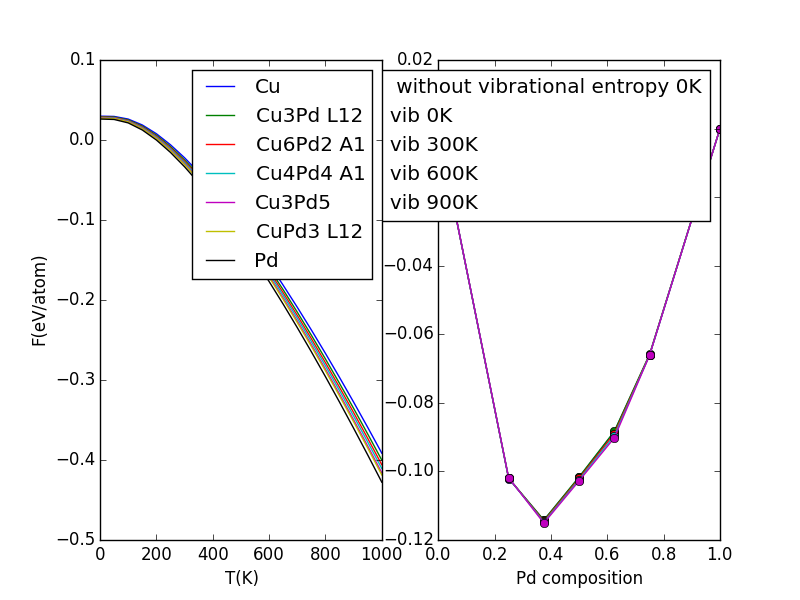 0.1
0.0
−0.1
−0.2
−0.3
−0.4
−0.5
F(eV/atom)
0
200
400
600
800
1000
T(K)
Cu
Cu3Pd L12
Cu6Pd2 A1
Cu4Pd4 A1
Cu3Pd5
CuPd3 L12
Pd
0.02
−0.04
−0.06
−0.08
−0.10
−0.12
0.0
0.2
0.4
0.6
0.8
1.0
Pd composition
without vibrational entropy 0K
vib 0K
vib 300K
vib 600K
vib 900K